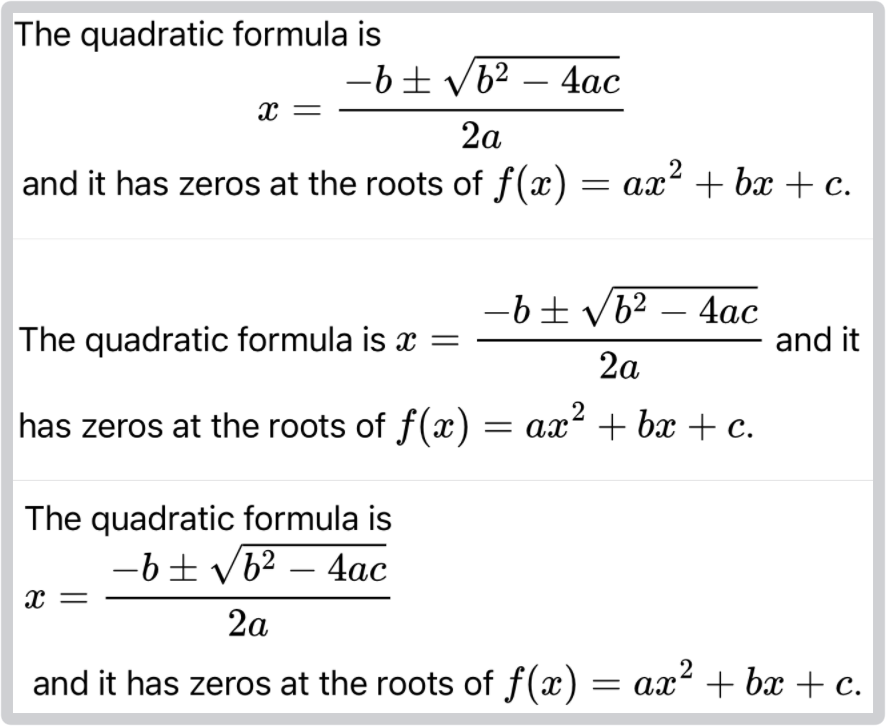 The quadratic formula is
x = \frac{-b \pm \sqrt{b^2 - 4ac}}{2a}
and it has zeros at the roots of f(x) = ax^2 + bx + c.
The quadratic formula is x = \frac{-b \pm \sqrt{b^2 - 4ac}}{2a} and it
has zeros at the roots of f(x) = ax^2 + bx + c.
The quadratic formula is
x = \frac{-b \pm \sqrt{b^2 - 4ac}}{2a}
and it has zeros at the roots of f(x) = ax^2 + bx + c.